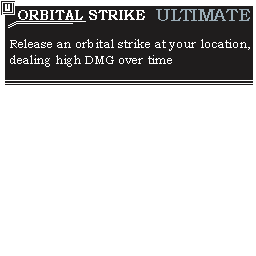 U
ORBITAL STRIKE ULTIMATE
Release an orbital strike at your location,
dealing high DMG over time